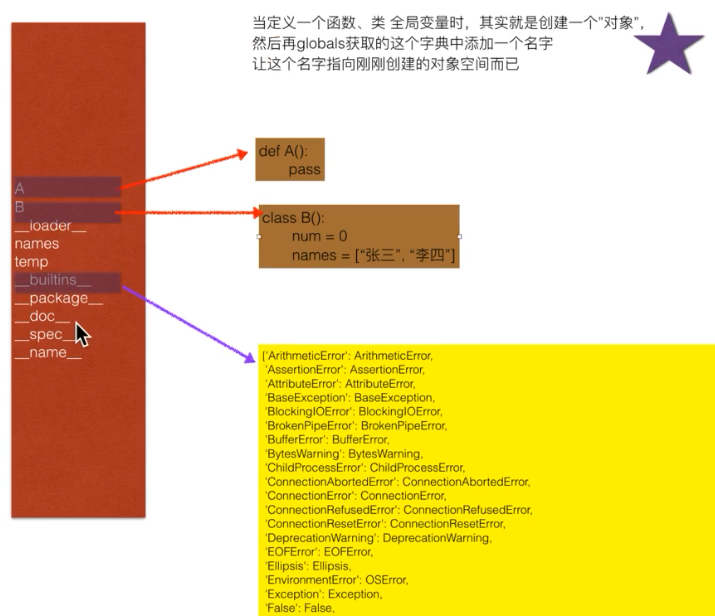 当定义一个函数、类 全局变量时，其实就是创建一个”对象”，
然后再globals获取的这个字典中添加一个名字
让这个名字指向刚刚创建的对象空间而已
A
B
__loader__
names
temp
__builtins__
__package__
__doc__
__spec__
__name__
def A():
pass
class B():
num = 0
names = [“张三”, “李四”]
{'ArithmeticError': ArithmeticError,
'AssertionError': AssertionError,
'AttributeError': AttributeError,
'BaseException': BaseException,
'BlockingIOError': BlockingIOError,
'BrokenPipeError': BrokenPipeError,
'BufferError': BufferError,
'BytesWarning': BytesWarning,
'ChildProcessError': ChildProcessError,
'ConnectionAbortedError': ConnectionAbortedError,
'ConnectionError': ConnectionError,
'ConnectionRefusedError': ConnectionRefusedError,
'ConnectionResetError': ConnectionResetError,
'DeprecationWarning': DeprecationWarning,
'EOFError': EOFError,
'Ellipsis': Ellipsis,
'EnvironmentError': OSError,
'Exception': Exception,
'False': False,